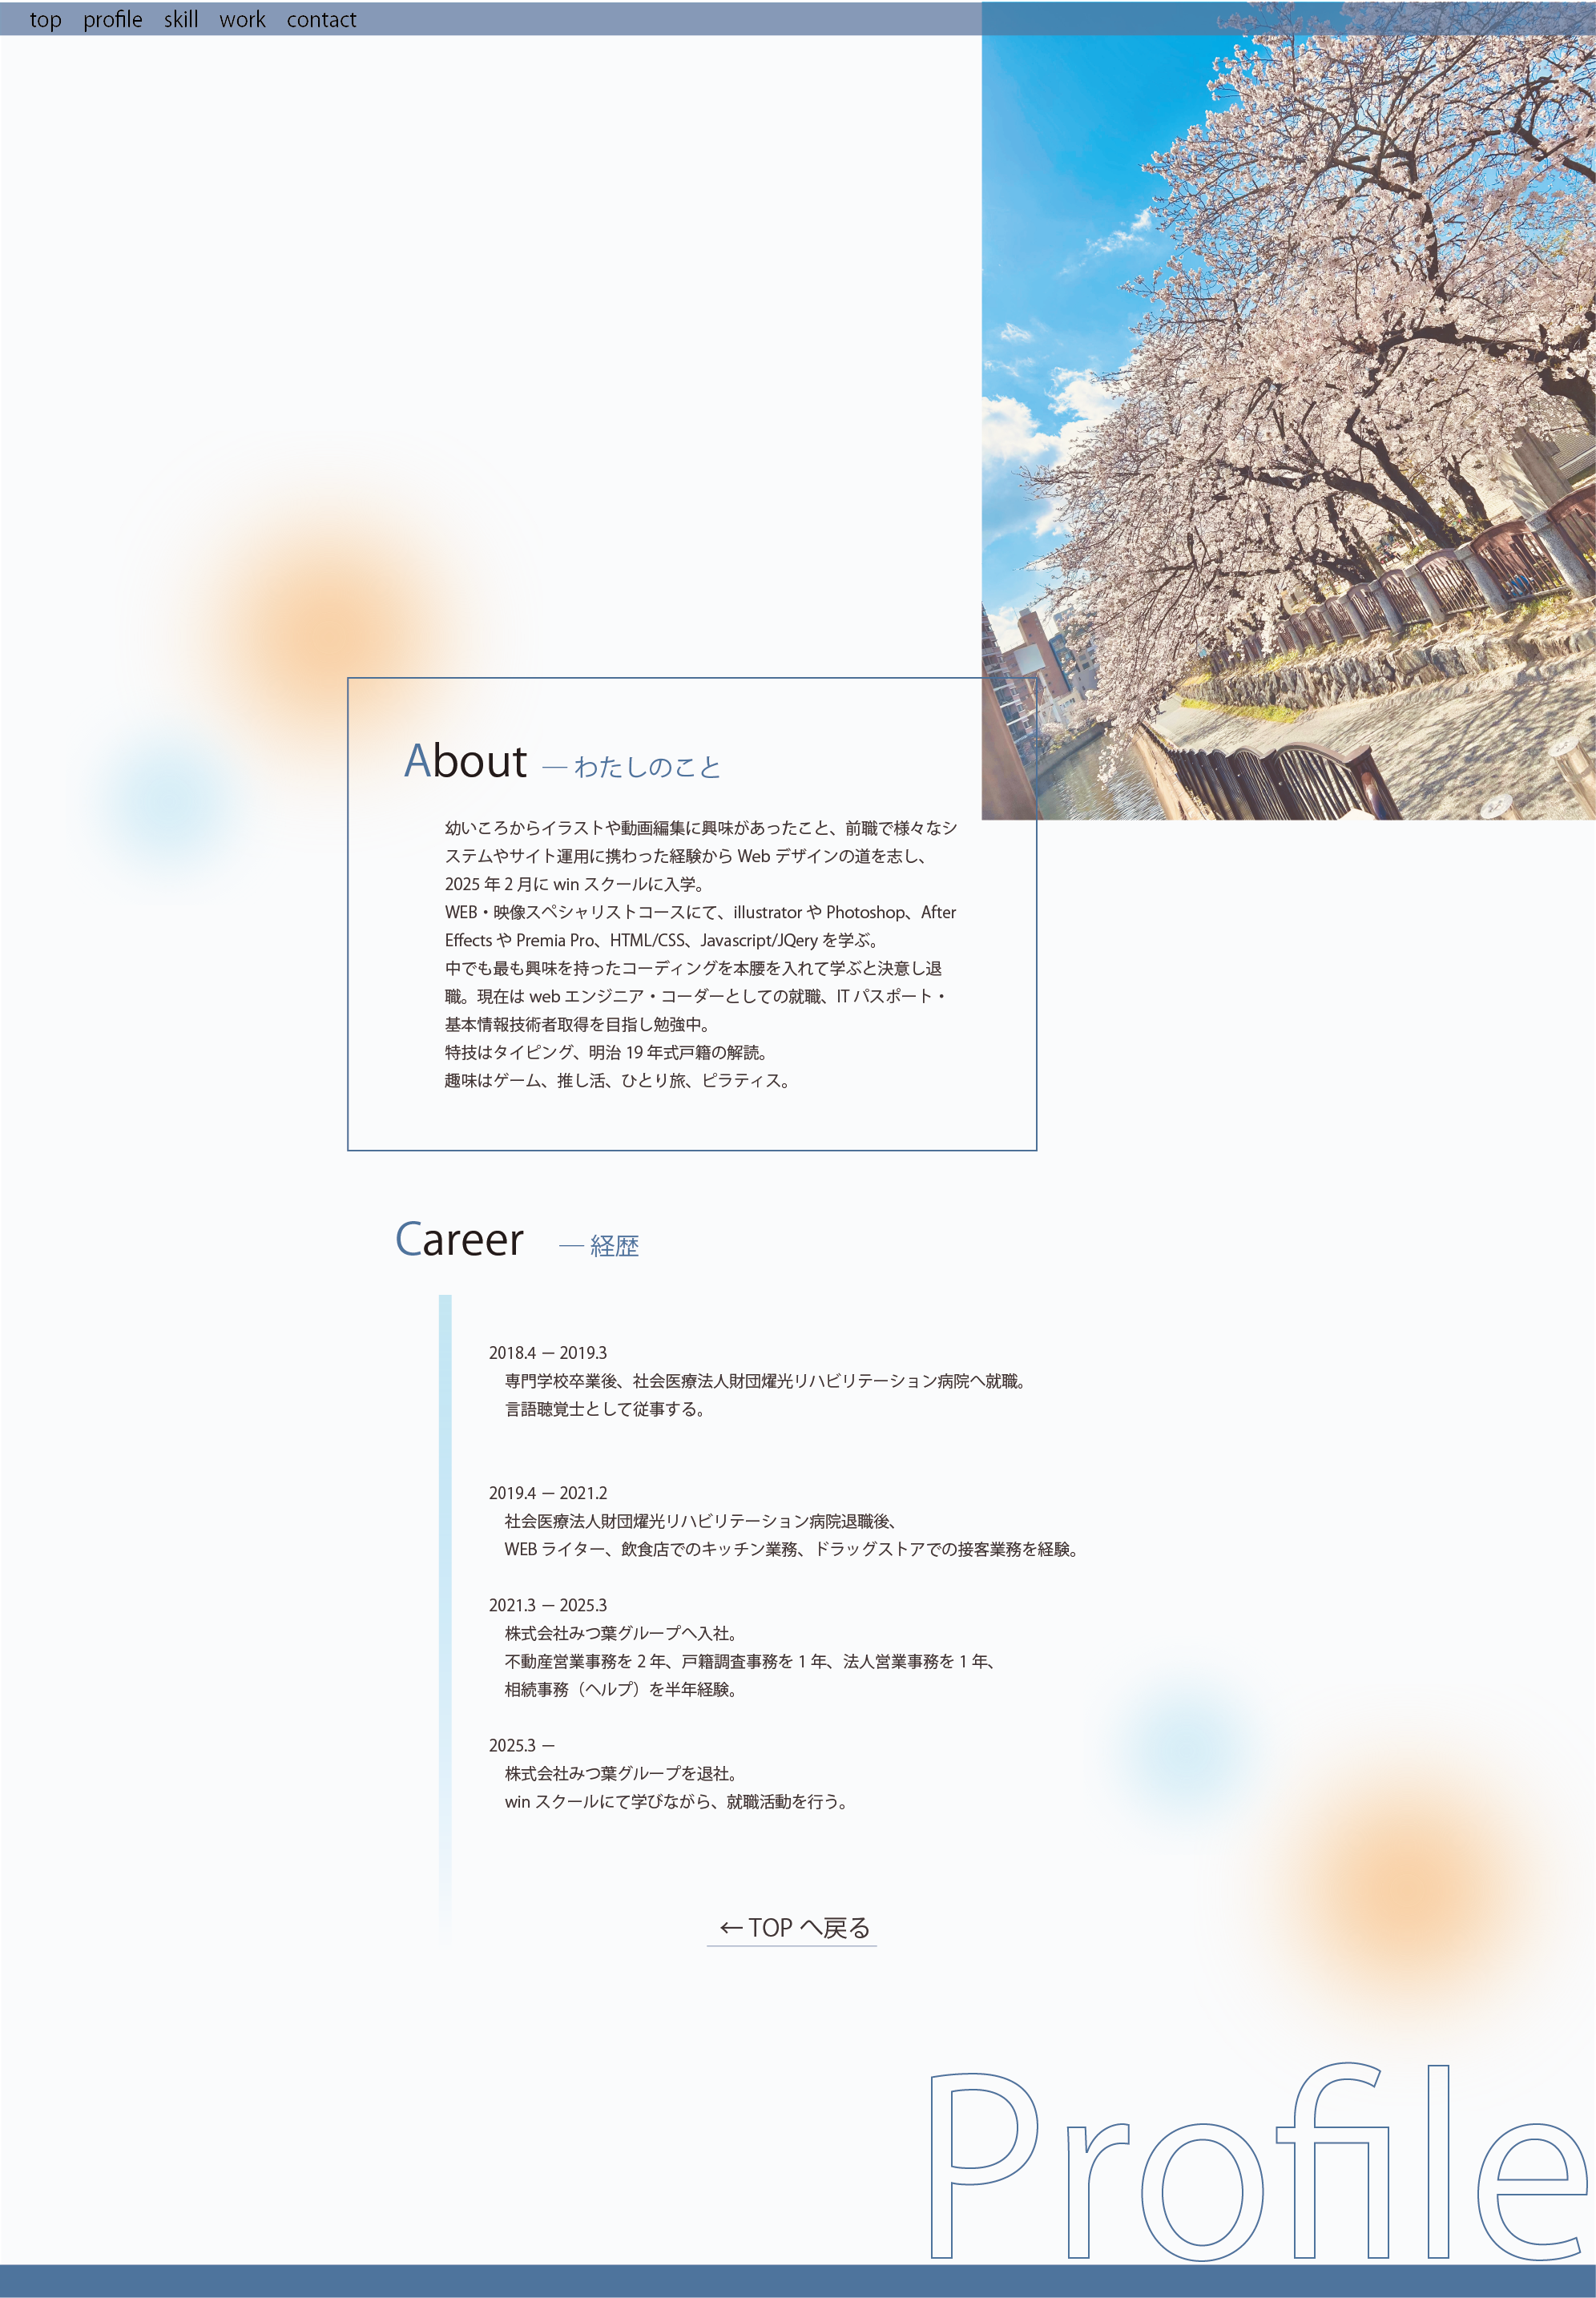 top profile skill work contact
About ― わたしのこと
幼いころからイラストや動画編集に興味があったこと、前職で様々なシ
ステムやサイト運用に携わった経験から Web デザインの道を志し、
2025 年 2 月に win スクールに入学。
WEB・映像スペシャリストコースにて、illustrator や Photoshop、After
Effects や Premia Pro、HTML/CSS、Javascript/JQery を学ぶ。
中でも最も興味を持ったコーディングを本腰を入れて学ぶと決意し退
職。現在は web エンジニア・コーダーとしての就職、IT パスポート・
基本情報技術者取得を目指し勉強中。
特技はタイピング、明治 19 年式戸籍の解読。
趣味はゲーム、推し活、ひとり旅、ピラティス。
Career ― 経歴
2018.4 ― 2019.3
専門学校卒業後、社会医療法人財団燿光リハビリテーション病院へ就職。
言語聴覚士として従事する。
2019.4 ― 2021.2
社会医療法人財団燿光リハビリテーション病院退職後、
WEB ライター、飲食店でのキッチン業務、ドラッグストアでの接客業務を経験。
2021.3 ― 2025.3
株式会社みつ葉グループへ入社。
不動産営業事務を 2 年、戸籍調査事務を 1 年、法人営業事務を 1 年、
相続事務（ヘルプ）を半年経験。
2025.3 ―
株式会社みつ葉グループを退社。
win スクールにて学びながら、就職活動を行う。
← TOP へ戻る
Profile